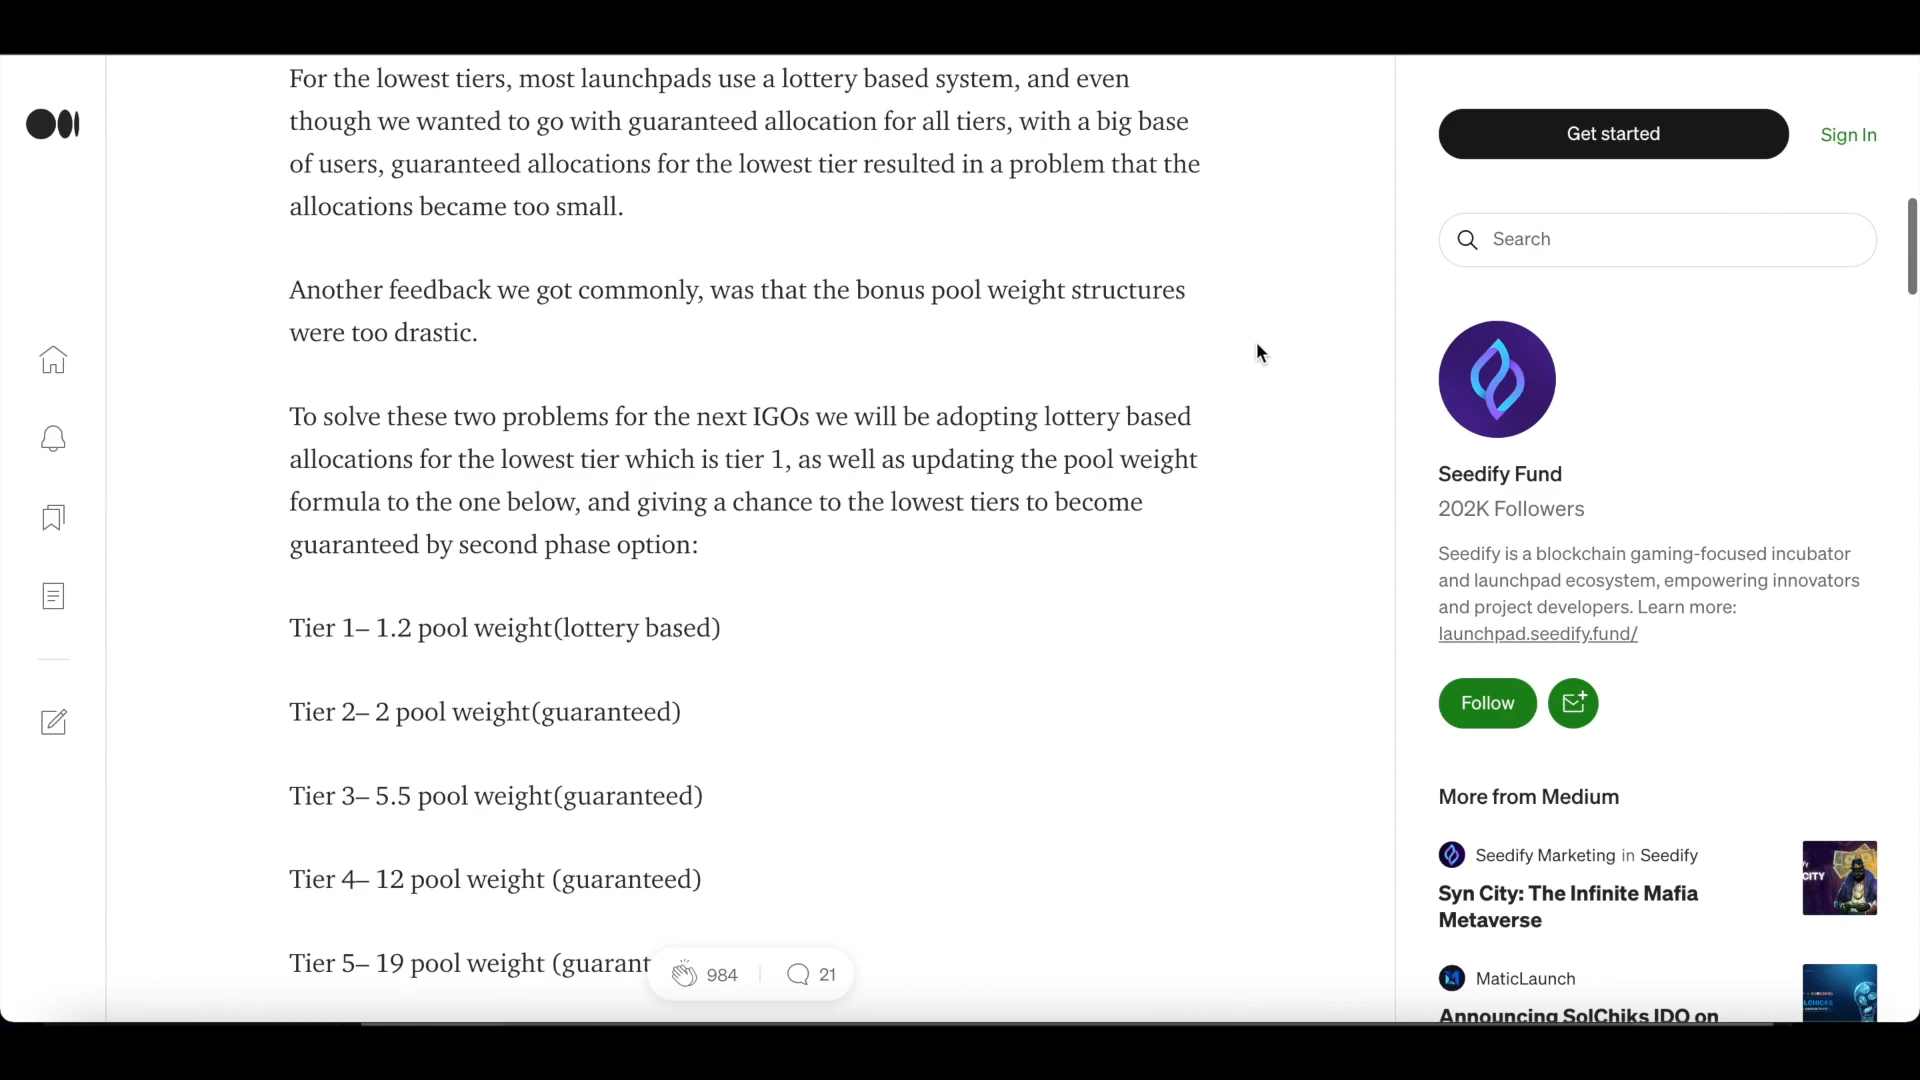 For the lowest tiers, most launchpads use a lottery based system, and even
though we wanted to go with guaranteed allocation for all tiers, with a big base
of users, guaranteed allocations for the lowest tier resulted in a problem that the
allocations became too small.
Another feedback we got commonly, was that the bonus pool weight structures
were too drastic.
To solve these two problems for the next IGOs we will be adopting lottery based
allocations for the lowest tier which is tier 1, as well as updating the pool weight
formula to the one below, and giving a chance to the lowest tiers to become
guaranteed by second phase option:
Tier 1– 1.2 pool weight(lottery based)
Tier 2– 2 pool weight(guaranteed)
Tier 3– 5.5 pool weight(guaranteed)
Tier 4– 12 pool weight (guaranteed)
Tier 5– 19 pool weight (guarant
984
21
Get started
Sign In
Search
Seedify Fund
202K Followers
Seedify is a blockchain gaming-focused incubator
and launchpad ecosystem, empowering innovators
and project developers. Learn more:
launchpad.seedify.fund/
Follow
More from Medium
Seedify Marketing in Seedify
Syn City: The Infinite Mafia
Metaverse
CITY
MaticLaunch
Announcing SolChiks IDO on